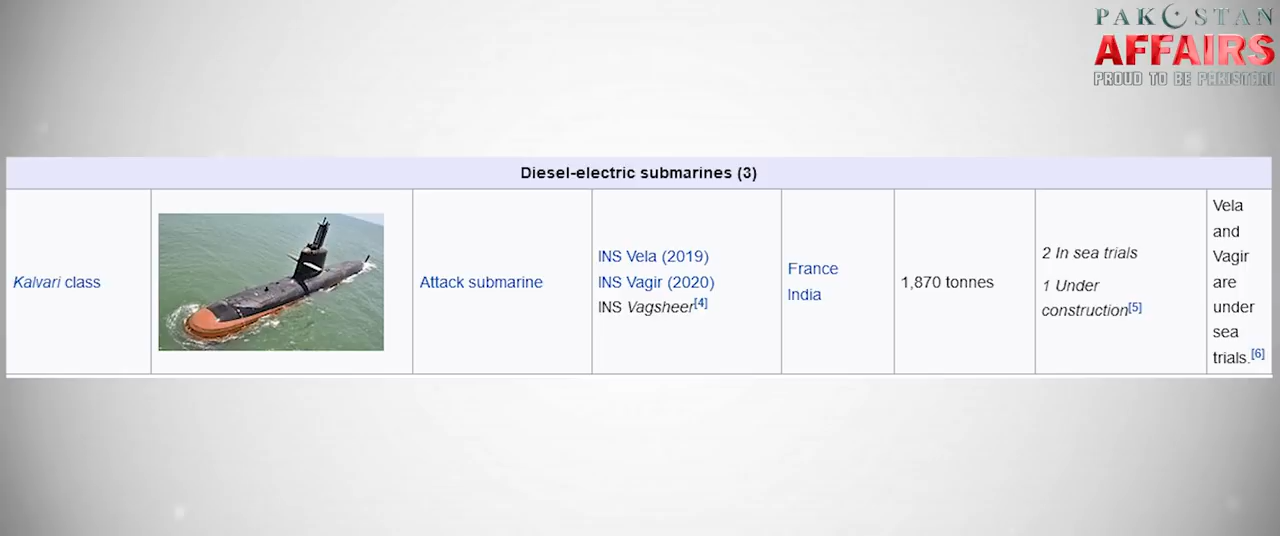 PAKISTAN
AFFAIRS
PROUD TO BE PAKISTANI
Diesel-electric submarines (3)
Kalvari class
Attack submarine
INS Vela (2019)
INS Vagir (2020)
INS Vagsheer[4]
France
India
1,870 tonnes
2 In sea trials
1 Under
construction[5]
Vela
and
Vagir
are
under
sea
trials.[6]